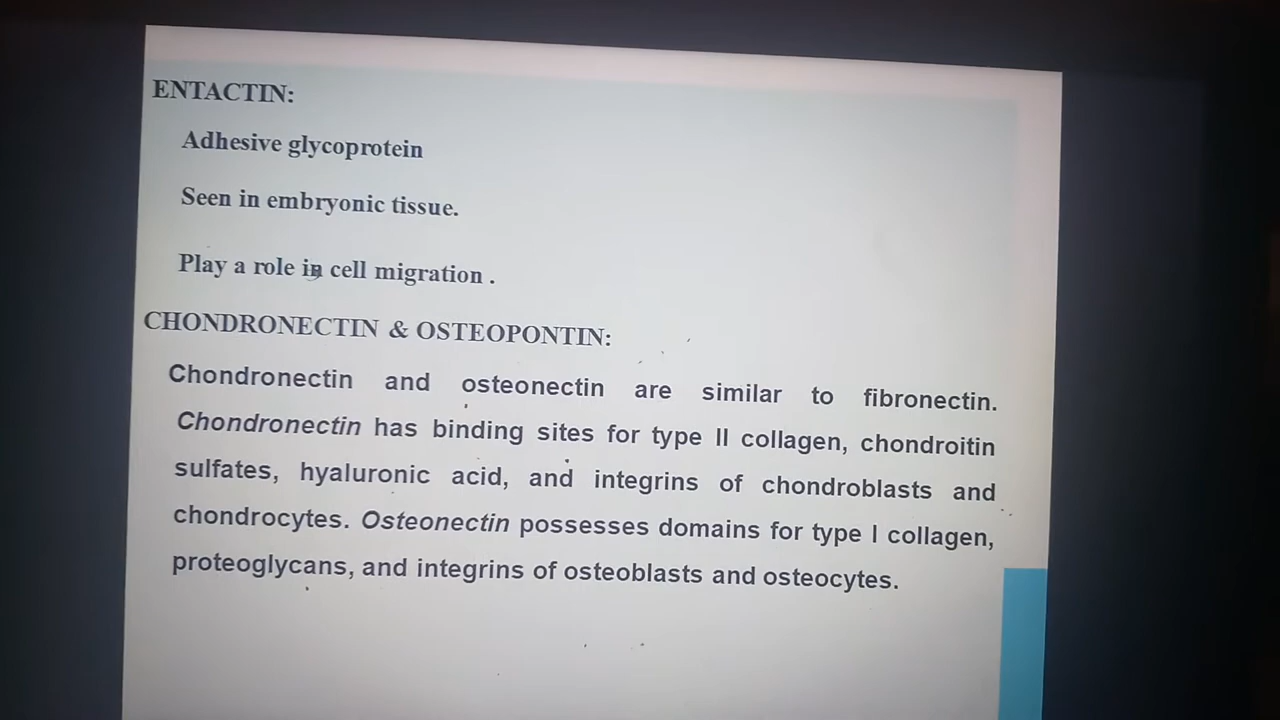 ENTACTIN:
Adhesive glycoprotein
Seen in embryonic tissue.
Play a role in cell migration .
CHONDRONECTIN & OSTEOPONTIN:
Chondronectin and osteonectin are similar to fibronectin.
Chondronectin has binding sites for type II collagen, chondroitin
sulfates, hyaluronic acid, and integrins of chondroblasts and
chondrocytes. Osteonectin possesses domains for type I collagen,
proteoglycans, and integrins of osteoblasts and osteocytes.